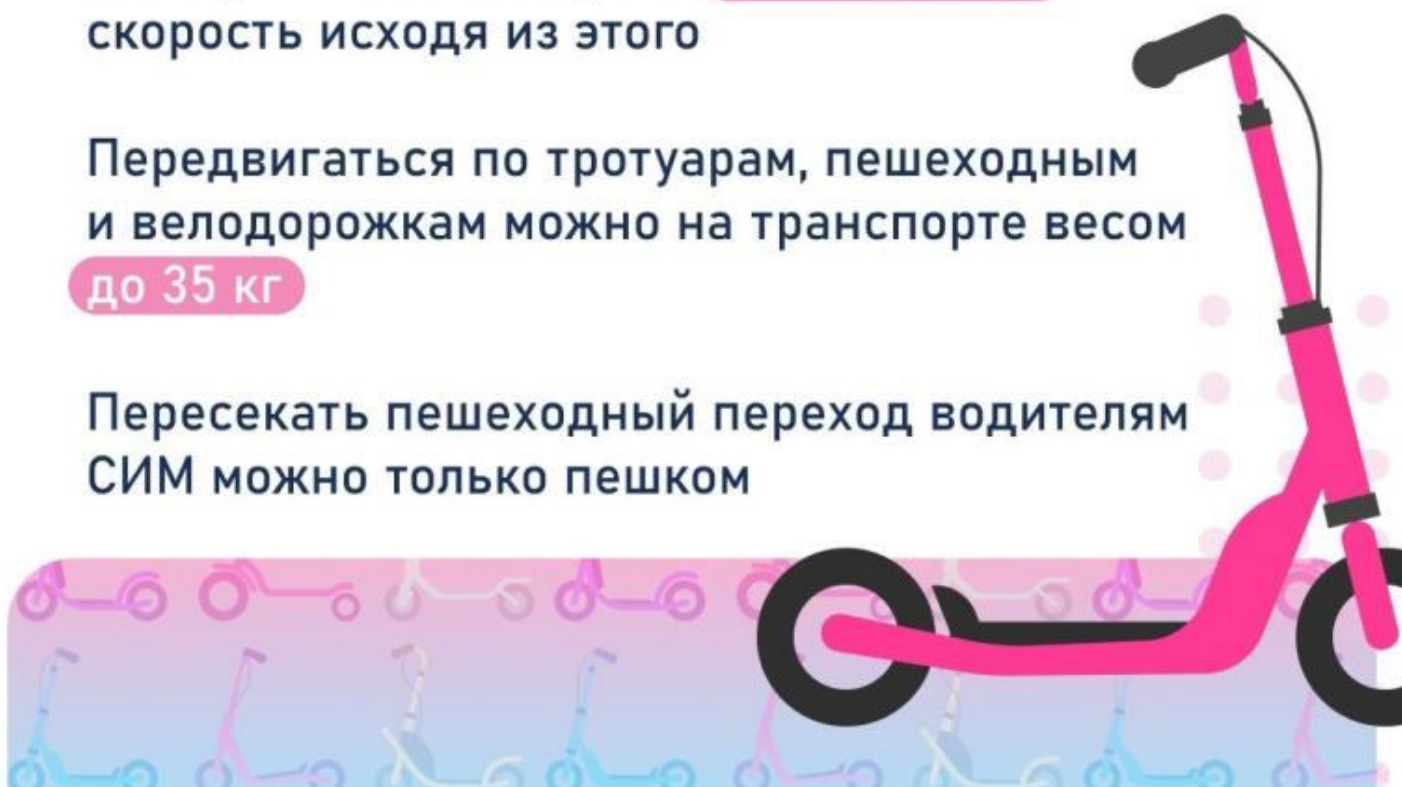 скорость исходя из этого
Передвигаться по тротуарам, пешеходным
и велодорожкам можно на транспорте весом
до 35 кг
Пересекать пешеходный переход водителям
СИМ можно только пешком